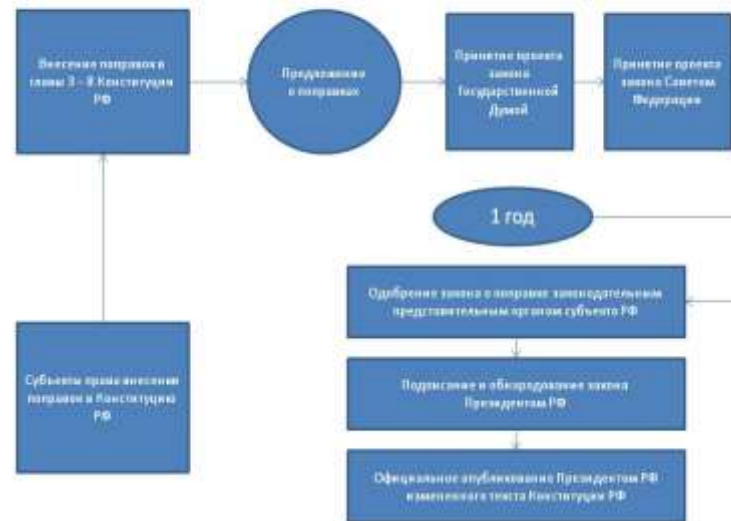 Внесение поправок в
главы 3 – 8 Конституции
РФ
Предложение
о поправках
Принятие проекта
закона
Государственной
Думой
Принятие проекта
закона Советом
Федерации
1 год
Одобрение закона о поправке законодательным
представительным органом субъекто РФ
Подписание и обнародование закона
Президентом РФ
Официальное опубликование Президентом РФ
измененного текста Конституции РФ
Субъекты права внесения
поправок в Конституцию
РФ